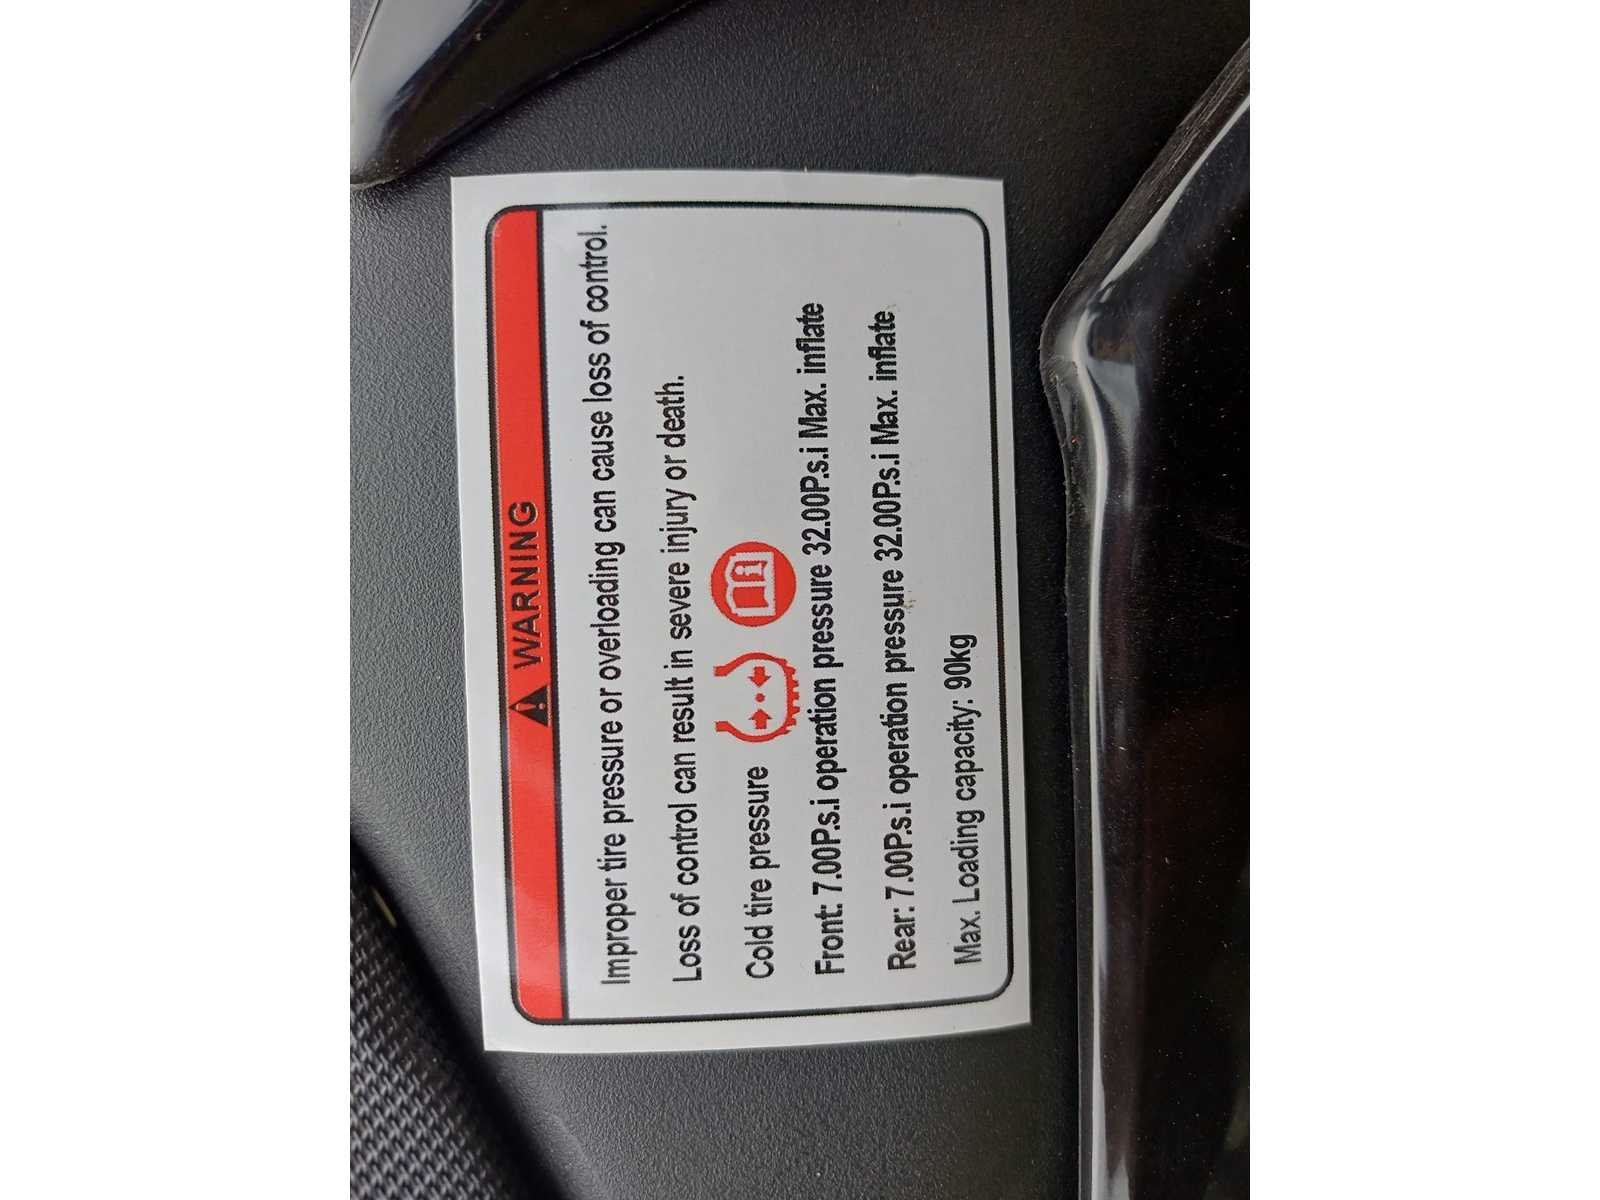 WARNING
Improper tire pressure or overloading can cause loss of control.
Loss of control can result in severe injury or death.
Cold tire pressure
Front: 7.00P.s.i operation pressure 32.00P.s.i Max. inflate
Rear: 7.00P.s.i operation pressure 32.00P.s.i Max. inflate
Max. Loading capacity: 90kg